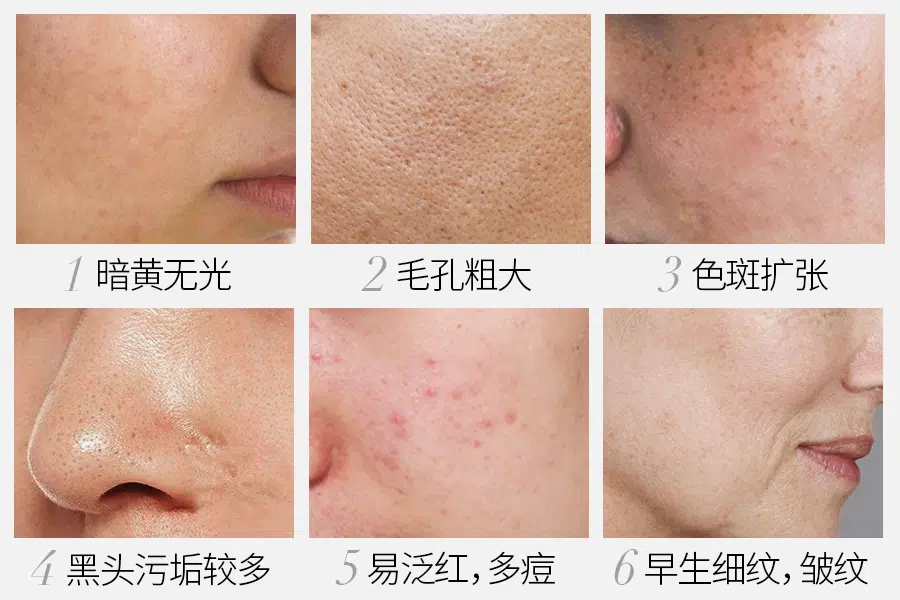 1 暗黄无光
2 毛孔粗大
3 色斑扩张
4 黑头污垢较多
5 易泛红，多痘
6 早生细纹，皱纹